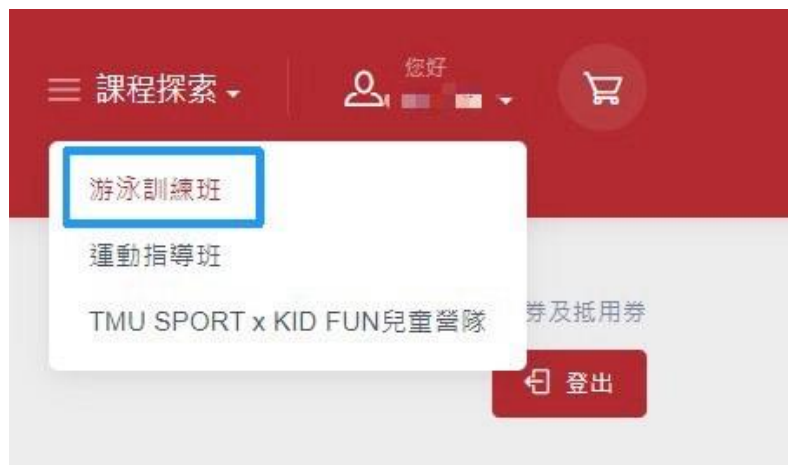 課程探索
您好
游泳訓練班
運動指導班
TMU SPORT x KID FUN兒童營隊
券及抵用券
登出